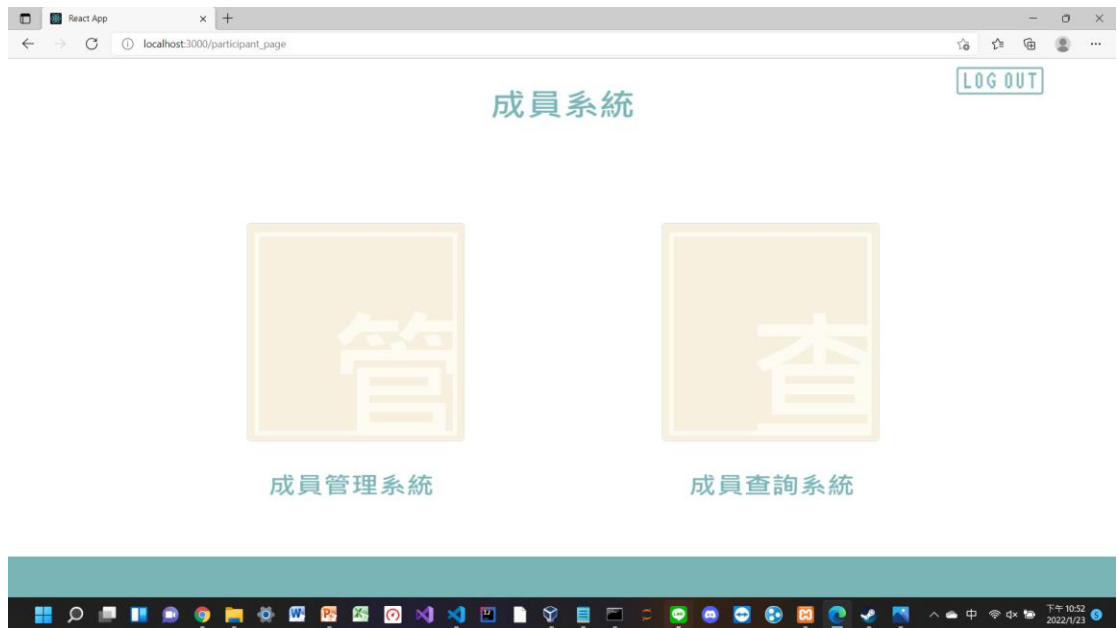 React App
localhost:3000/participant_page
LOG OUT
成員系統
管
查
成員管理系統
成員查詢系統
中
下午 10:52
2022/1/23